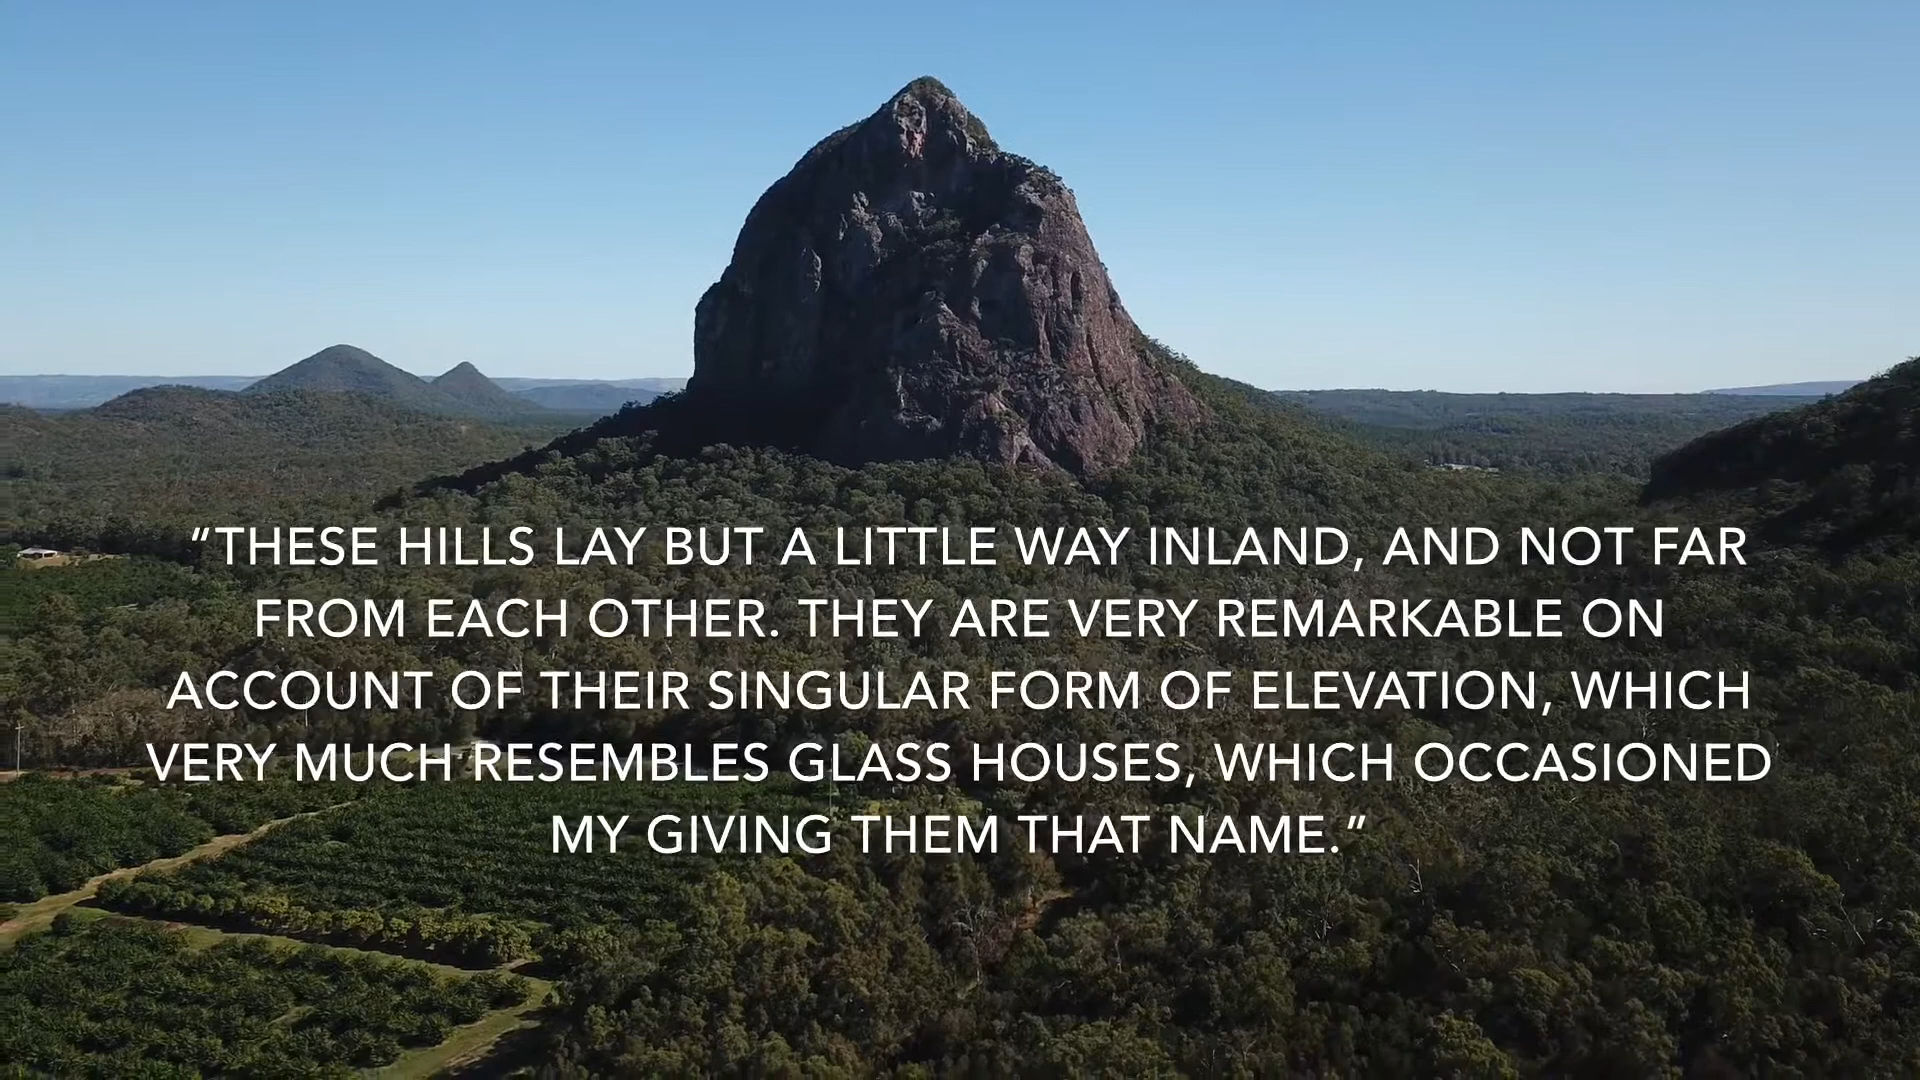 “THESE HILLS LAY BUT A LITTLE WAY INLAND, AND NOT FAR
FROM EACH OTHER. THEY ARE VERY REMARKABLE ON
ACCOUNT OF THEIR SINGULAR FORM OF ELEVATION, WHICH
VERY MUCH RESEMBLES GLASS HOUSES, WHICH OCCASIONED
MY GIVING THEM THAT NAME.”